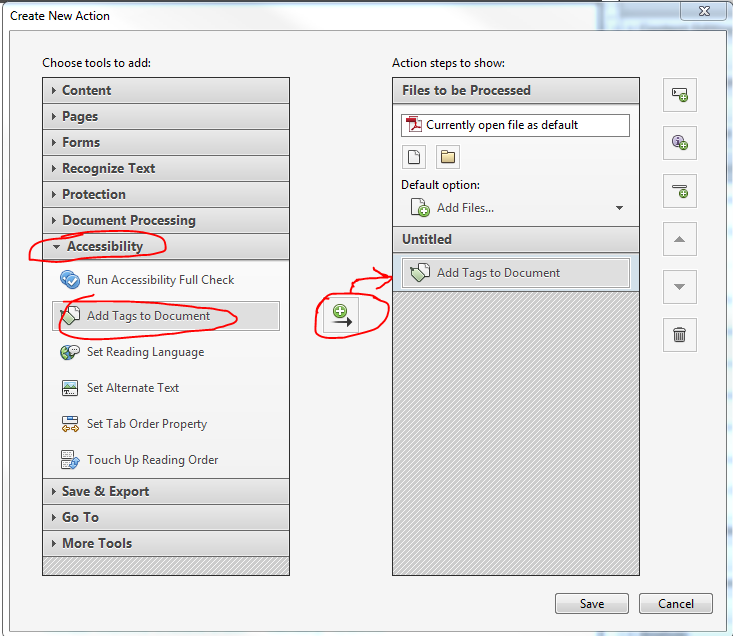 Create New Action
Choose tools to add:
Content
Pages
Forms
Recognize Text
Protection
Document Processing
Accessibility
Run Accessibility Full Check
Add Tags to Document
Set Reading Language
Set Alternate Text
Set Tab Order Property
Touch Up Reading Order
Save & Export
Go To
More Tools
Action steps to show:
Files to be Processed
Currently open file as default
Default option:
Add Files...
Untitled
Add Tags to Document
Save
Cancel